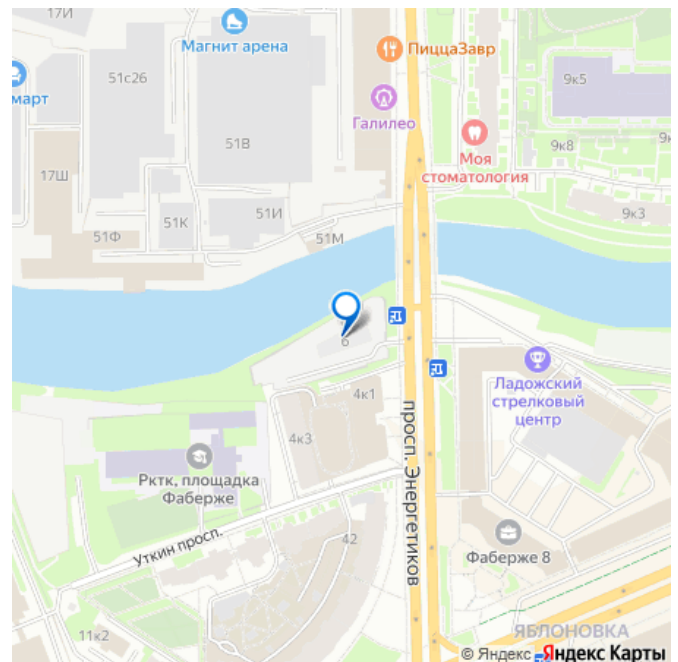 17И
Магнит арена
ПиццаЗавр
51с26
9к5
март
Галилео
51В
9к8
9к
Моя
стоматология
17Ш
51К
51И
9к3
51Ф
51М
6
Ладожский
стрелковый
центр
4к1
просп. Энергетиков
4к3
Рктк, площадка
Фаберже
Уткин просп.
42
Фаберже 8
11к2
ЯБЛОНОВКА
© Яндекс Яндекс Карты